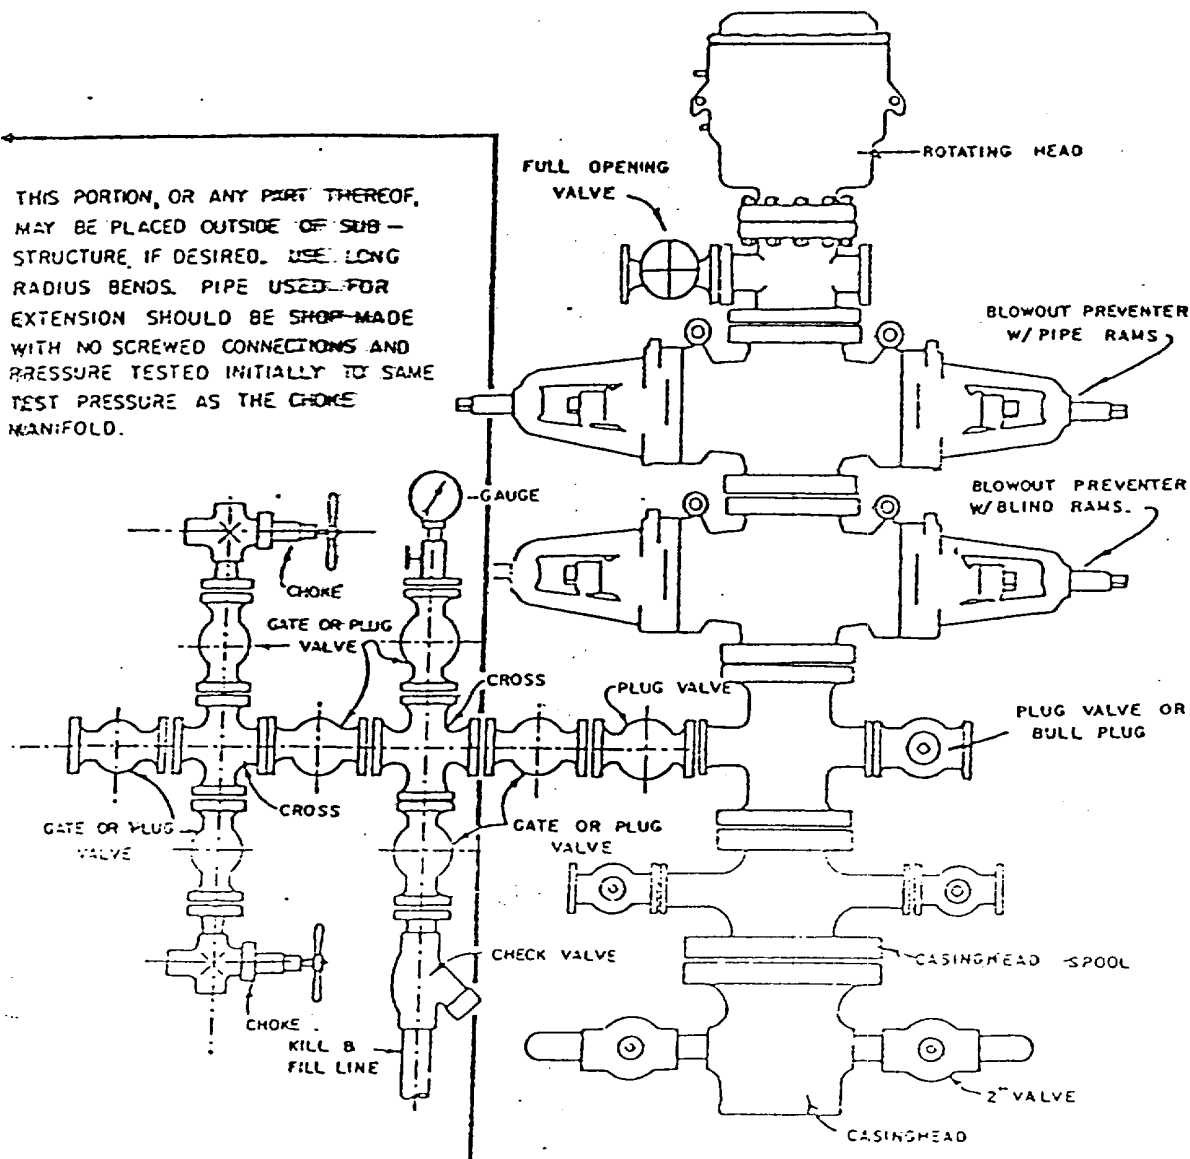 THIS PORTION, OR ANY PART THEREOF,
MAY BE PLACED OUTSIDE OF SUB-
STRUCTURE IF DESIRED. USE LONG
RADIUS BENDS. PIPE USED FOR
EXTENSION SHOULD BE SHOP MADE
WITH NO SCREWED CONNECTIONS AND
PRESSURE TESTED INITIALLY TO SAME
TEST PRESSURE AS THE CHOKE
MANIFOLD.
ROTATING HEAD
FULL OPENING
VALVE
BLOWOUT PREVENTER
W/ PIPE RAMS
BLOWOUT PREVENTER
W/ BLIND RAMS.
GAUGE
CHOKE
GATE OR PLUG
VALVE
CROSS
PLUG VALVE
PLUG VALVE OR
BULL PLUG
CROSS
GATE OR PLUG
VALVE
GATE OR PLUG
VALVE
CHECK VALVE
CASINGHEAD SPOOL
CHOKE
KILL &
FILL LINE
2" VALVE
CASINGHEAD